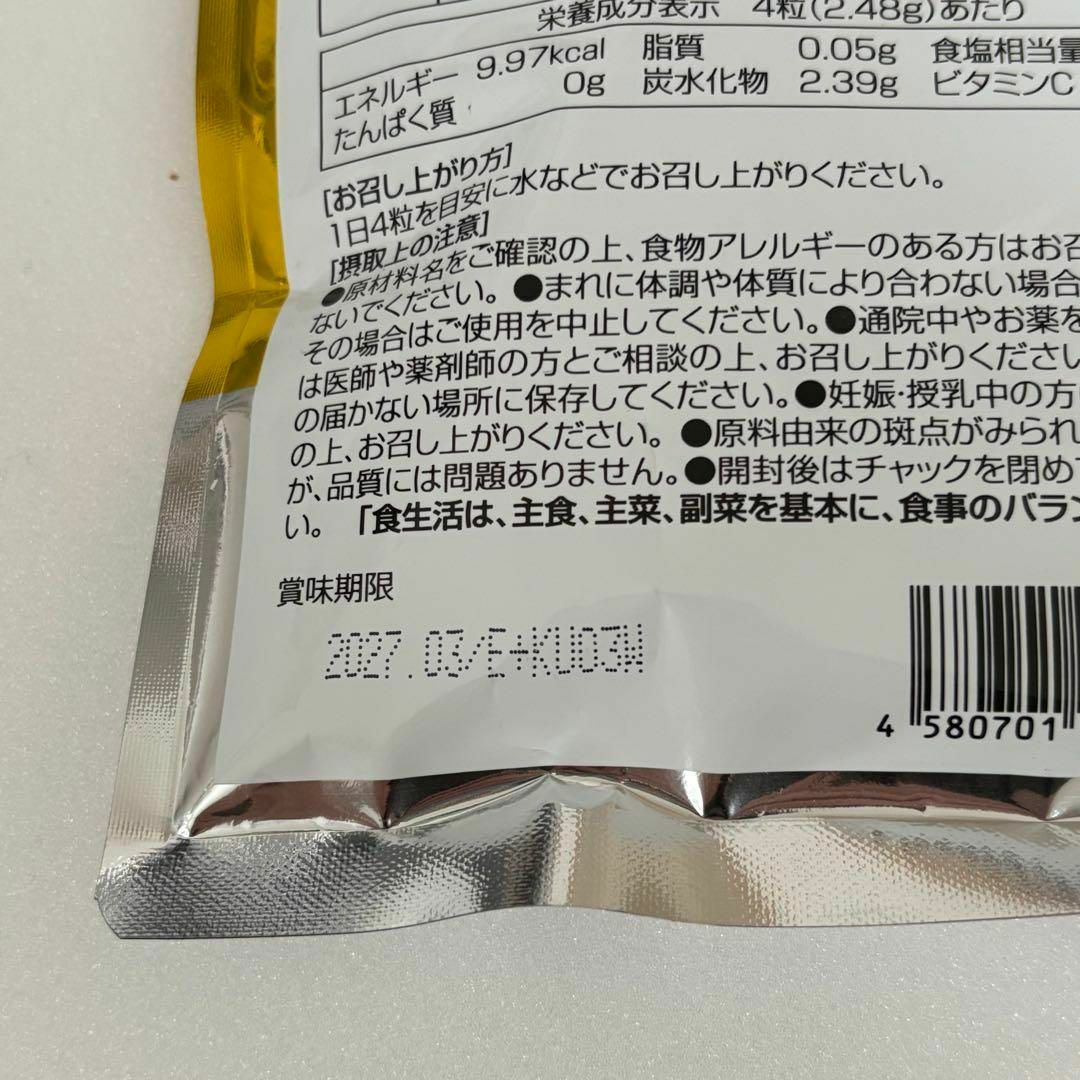 栄養成分表示 4粒(2.48g)あたり
エネルギー 9.97kcal 脂質 0.05g 食塩相当量
たんぱく質 0g 炭水化物 2.39g ビタミンC
[お召し上がり方]
1日4粒を目安に水などでお召し上がりください。
[摂取上の注意]
●原材料名をご確認の上、食物アレルギーのある方はお召
ないでください。●まれに体調や体質により合わない場合
その場合はご使用を中止してください。●通院中やお薬を
は医師や薬剤師の方とご相談の上、お召し上がりください
の届かない場所に保存してください。●妊娠・授乳中の方
の上、お召し上がりください。●原料由来の斑点がみられ
が、品質には問題ありません。●開封後はチャックを閉め
い。「食生活は、主食、主菜、副菜を基本に、食事のバラン
賞味期限
2027.03/E+KU03W
4 580701